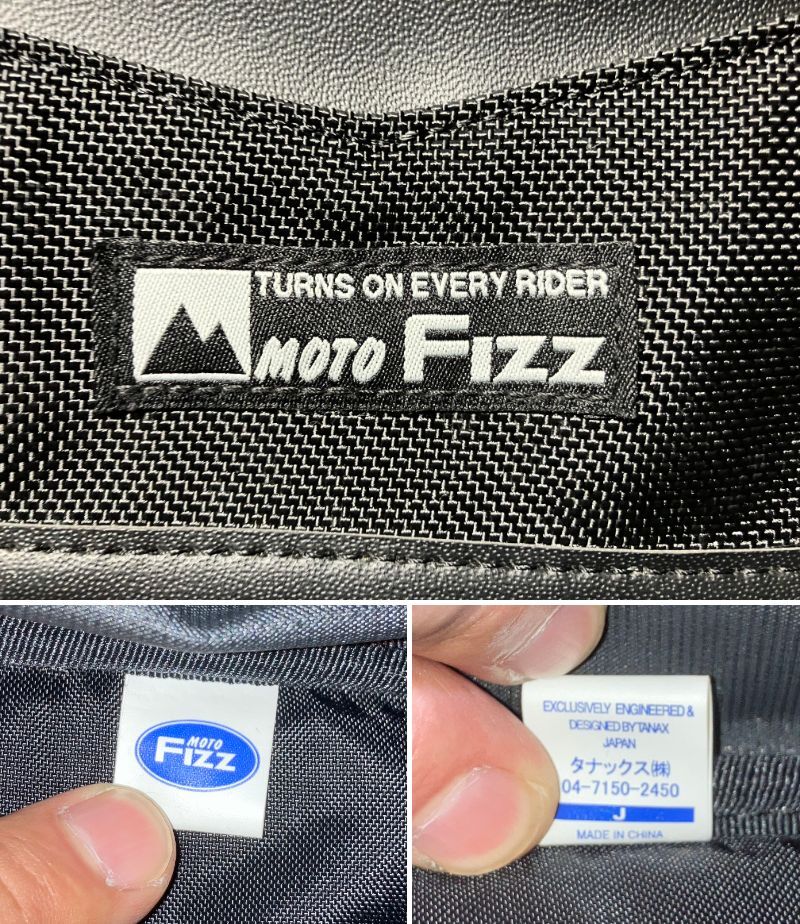 TURNS ON EVERY RIDER
MOTO FIZZ
MOTO
FIZZ
EXCLUSIVELY ENGINEERED &
DESIGNED BY TANAX
JAPAN
タナックス㈱
04-7150-2450
J
MADE IN CHINA